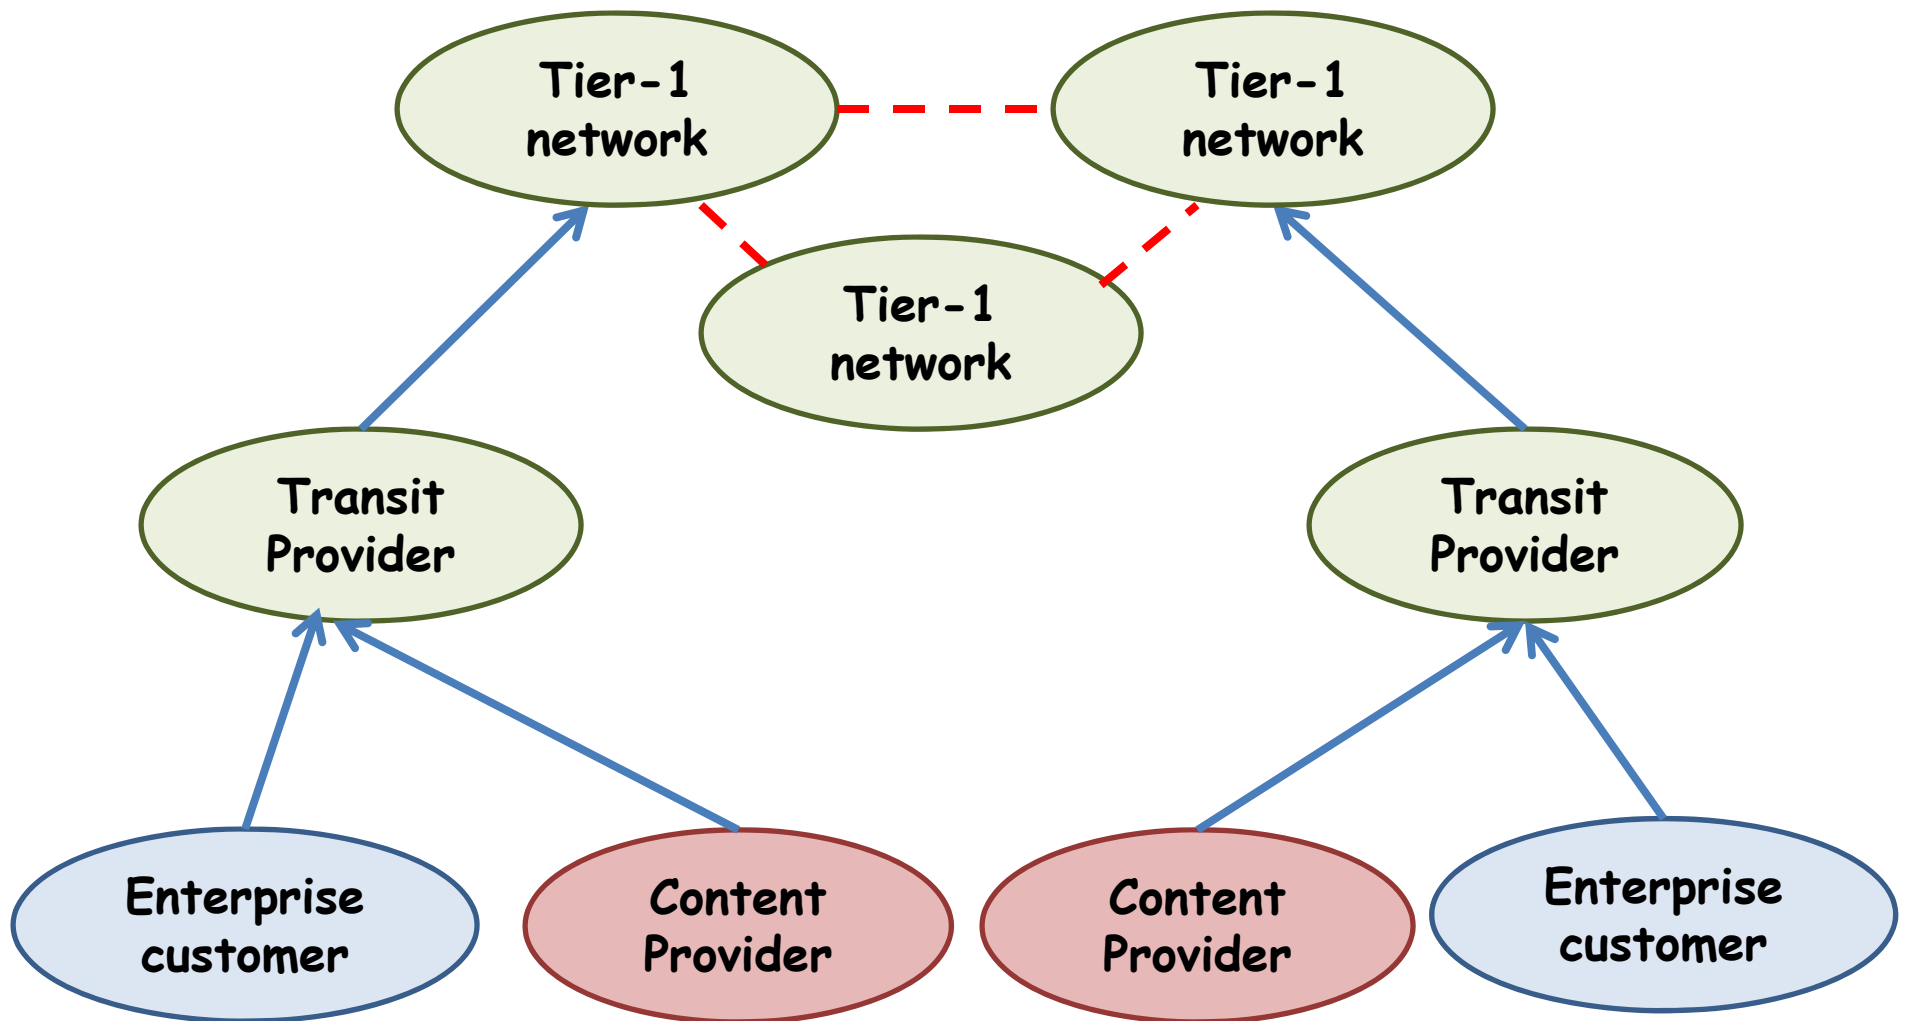 Tier-1
network
Tier-1
network
Tier-1
network
Transit
Provider
Transit
Provider
Enterprise
customer
Content
Provider
Content
Provider
Enterprise
customer